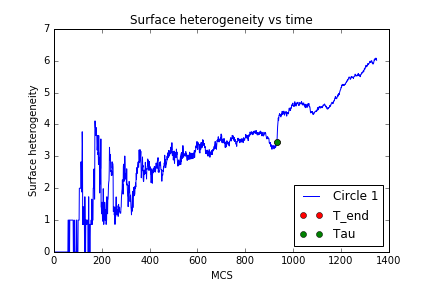 Surface heterogeneity vs time
7
6
5
4
3
2
1
0
Surface heterogeneity
0 200 400 600 800 1000 1200 1400
MCS
Circle 1
T_end
Tau